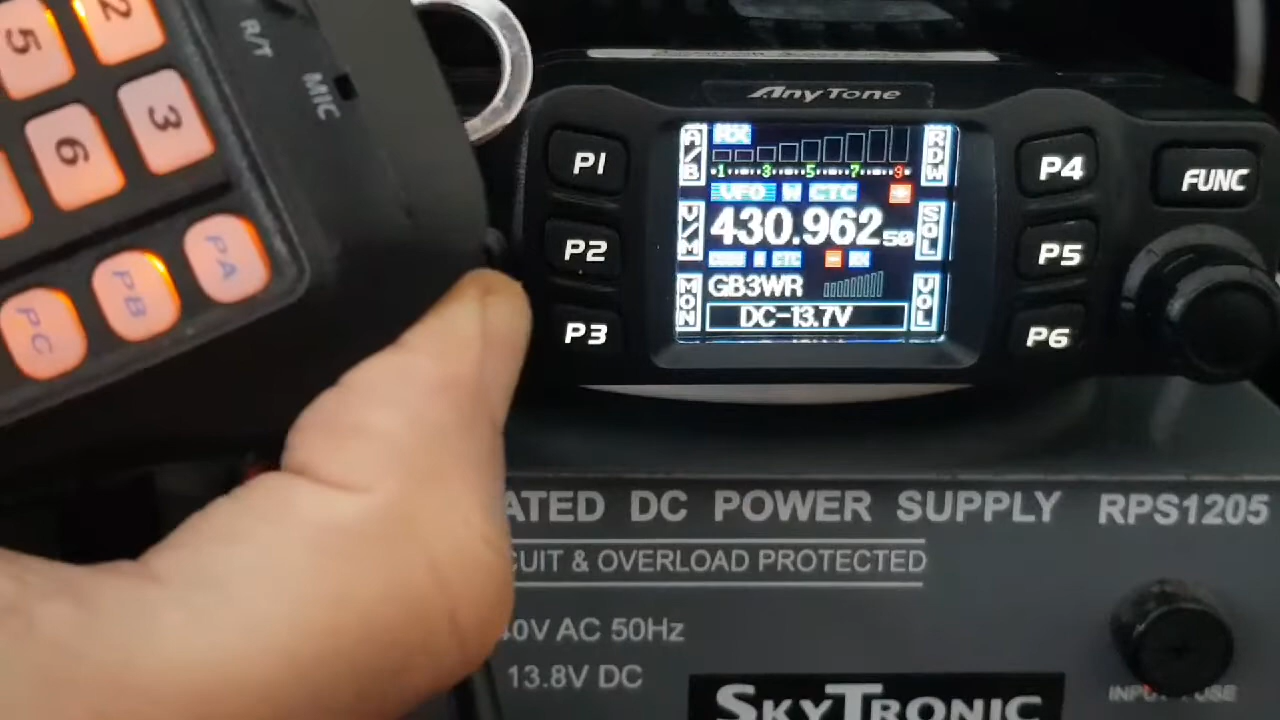 2
5
3
6
PA
PB
PC
R/T
MIC
AnyTone
P1
P2
P3
P4
P5
P6
FUNC
A/B
RX
RDW
1 3 5 7 9
VFO W CTC
V/M
430.962 50
SQL
MON
GB3WR
VOL
DC-13.7V
ATED DC POWER SUPPLY RPS1205
CUIT & OVERLOAD PROTECTED
40V AC 50Hz
13.8V DC
SKYTRONIC
INPUT FUSE